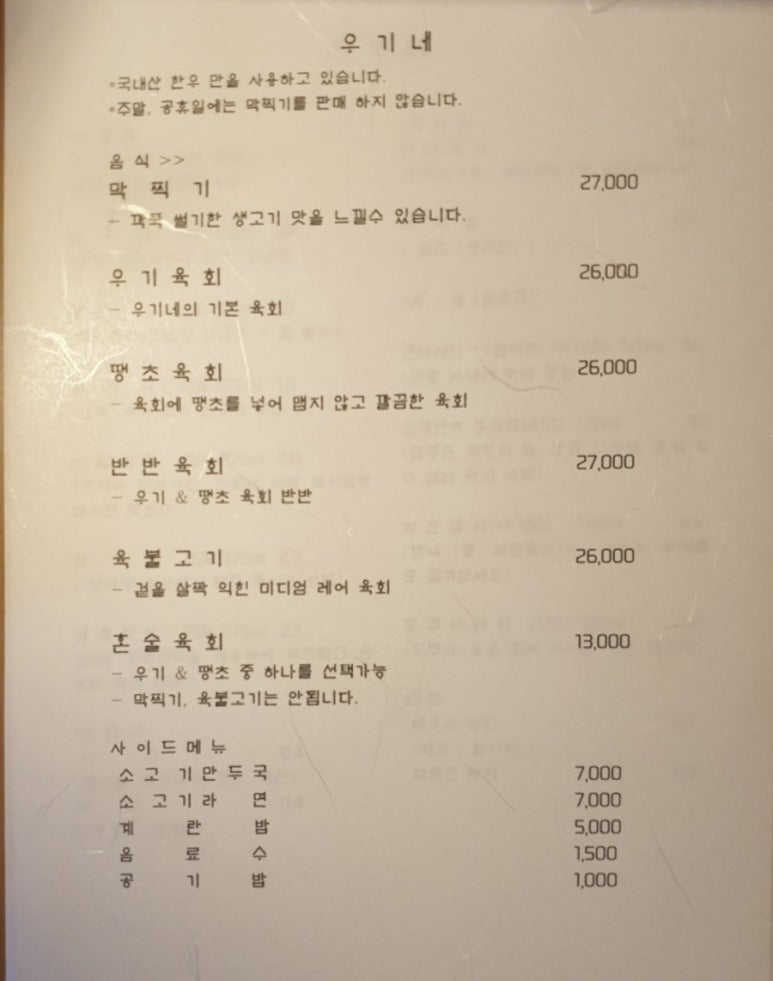 우 기 네
*국내산 한우 만을 사용하고 있습니다.
*주말, 공휴일에는 막찍기를 판매 하지 않습니다.
음 식 >>
막 찍 기 27,000
- 뚝뚝 썰기한 생고기 맛을 느낄수 있습니다.
우 기 육 회 26,000
- 우기네의 기본 육회
땡 초 육 회 26,000
- 육회에 땡초를 넣어 맵지 않고 깔끔한 육회
반 반 육 회 27,000
- 우기 & 땡초 육회 반반
육 불 고 기 26,000
- 겉을 살짝 익힌 미디엄 레어 육회
혼 술 육 회 13,000
- 우기 & 땡초 중 하나를 선택가능
- 막찍기, 육불고기는 안됩니다.
사 이 드 메 뉴
소 고 기 만 두 국 7,000
소 고 기 라 면 7,000
계 란 밥 5,000
음 료 수 1,500
공 기 밥 1,000